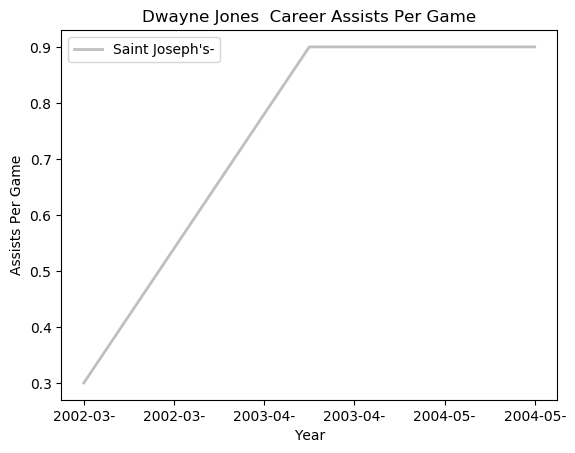 Dwayne Jones  Career Assists Per Game
Saint Joseph's-
Assists Per Game
0.9
0.8
0.7
0.6
0.5
0.4
0.3
2002-03- 2002-03- 2003-04- 2003-04- 2004-05- 2004-05-
Year